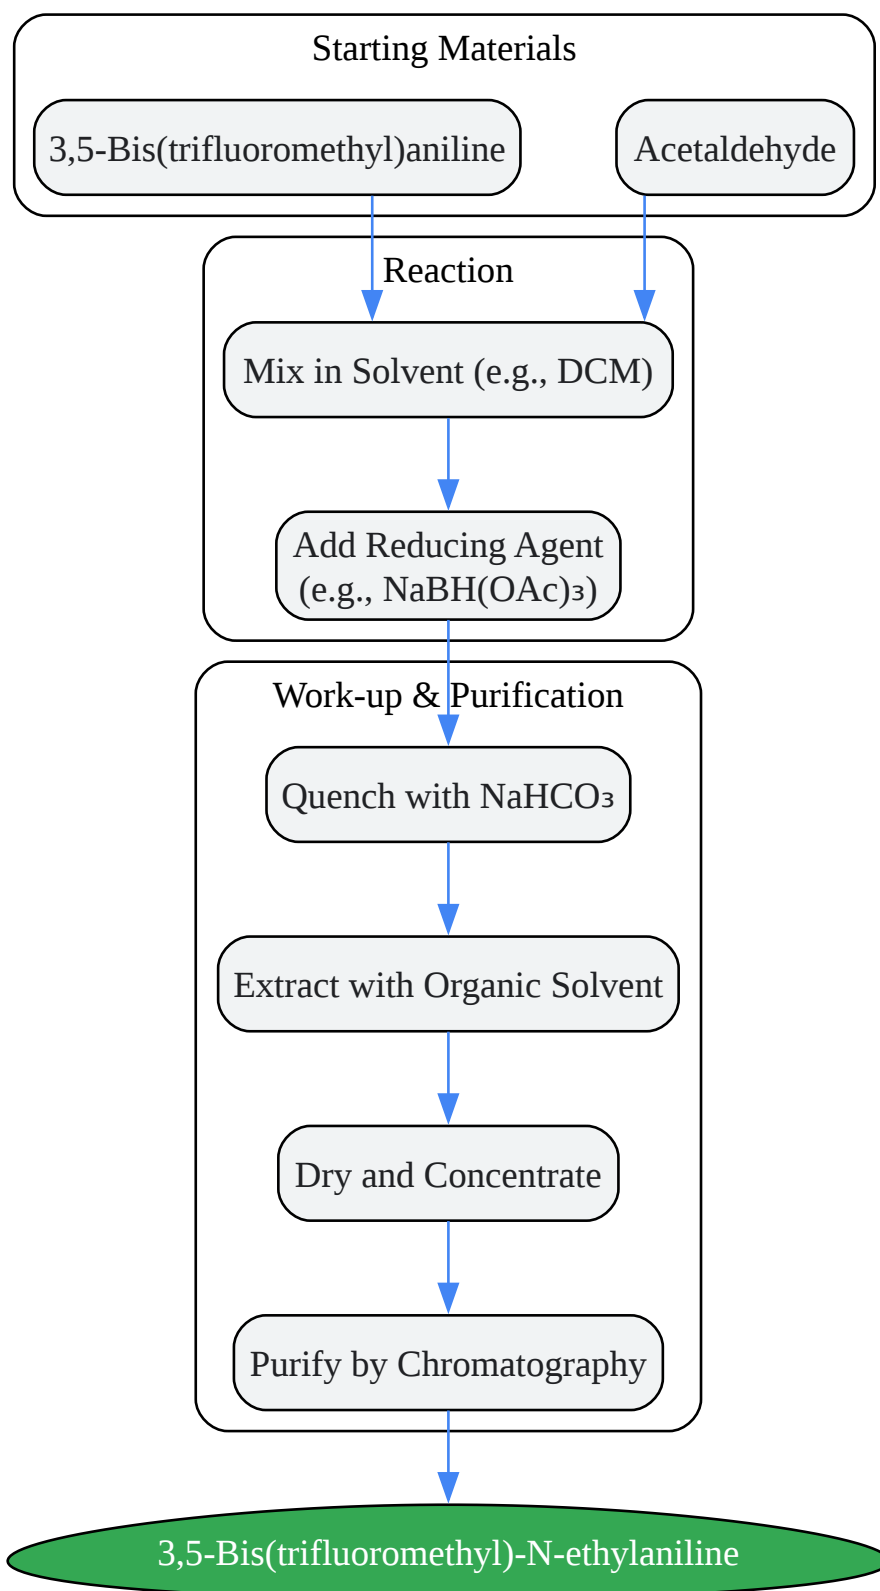 Starting Materials
3,5-Bis(trifluoromethyl)aniline
Acetaldehyde
Reaction
Mix in Solvent (e.g., DCM)
Add Reducing Agent
(e.g., NaBH(OAc)₃)
Work-up & Purification
Quench with NaHCO₃
Extract with Organic Solvent
Dry and Concentrate
Purify by Chromatography
3,5-Bis(trifluoromethyl)-N-ethylaniline